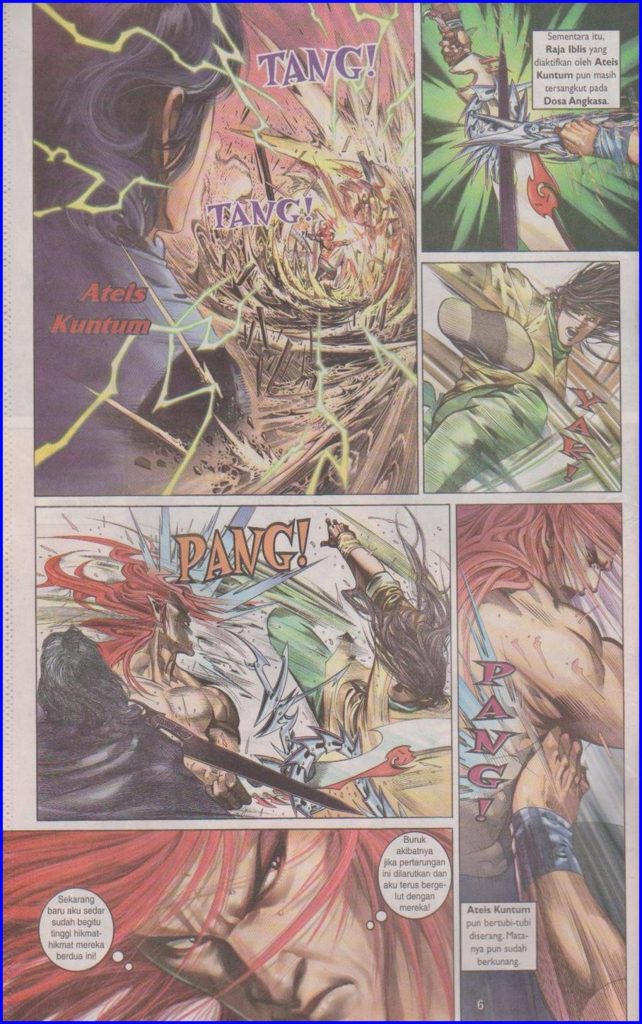 TANG!
TANG!
Ateis
Kuntum
Sementara itu,
Raja Iblis yang
diaktifkan oleh Ateis
Kuntum pun masih
tersangkut pada
Dosa Angkasa.
YAK!
PANG!
PANG!
Sekarang
baru aku sedar
sudah begitu
tinggi hikmat-
hikmat mereka
berdua ini!
Buruk
akibatnya
jika pertarungan
ini dilarutkan dan
aku terus berge-
lut dengan
mereka!
Ateis Kuntum
pun bertubi-tubi
diserang. Mata-
nya pun sudah
berkunang.
6